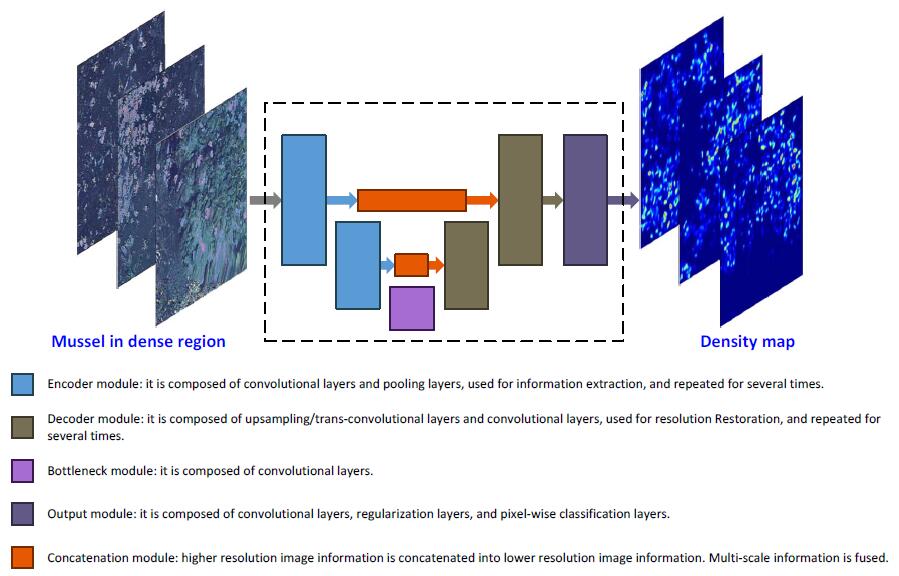 Mussel in dense region
Density map
Encoder module: it is composed of convolutional layers and pooling layers, used for information extraction, and repeated for several times.
Decoder module: it is composed of upsampling/trans-convolutional layers and convolutional layers, used for resolution Restoration, and repeated for
several times.
Bottleneck module: it is composed of convolutional layers.
Output module: it is composed of convolutional layers, regularization layers, and pixel-wise classification layers.
Concatenation module: higher resolution image information is concatenated into lower resolution image information. Multi-scale information is fused.